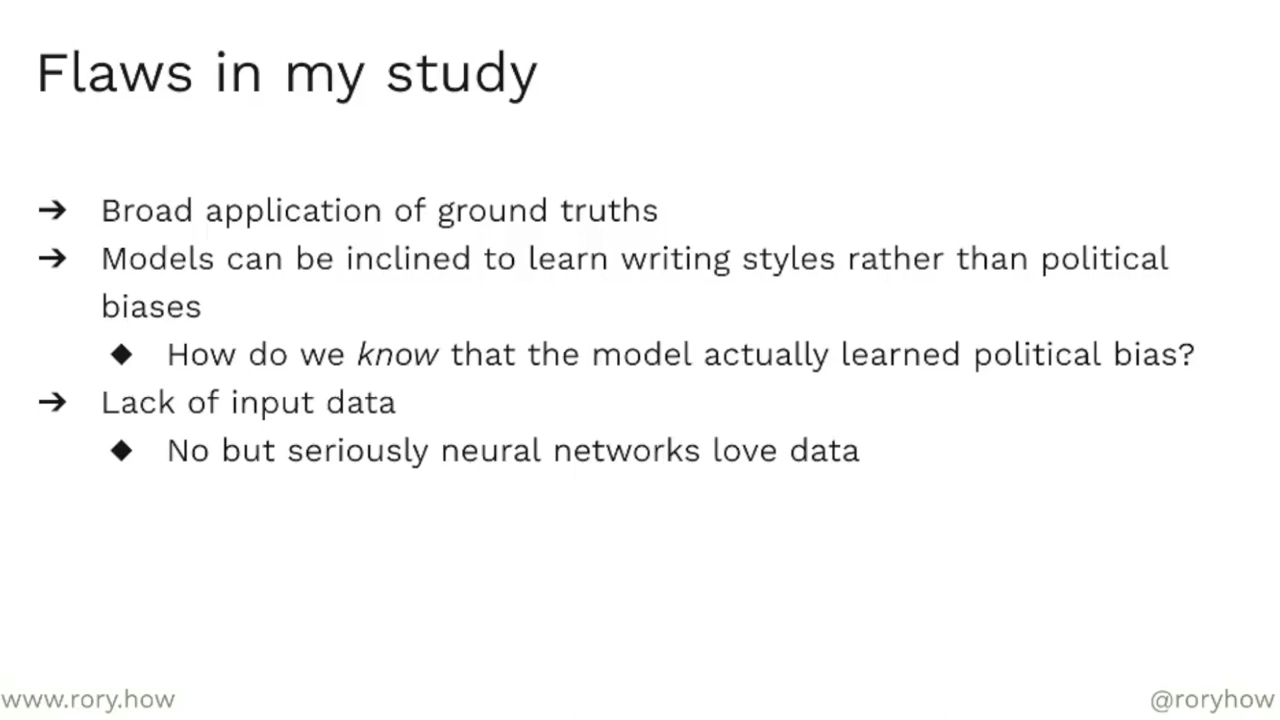 Flaws in my study
➔ Broad application of ground truths
➔ Models can be inclined to learn writing styles rather than political
biases
◆ How do we know that the model actually learned political bias?
➔ Lack of input data
◆ No but seriously neural networks love data
www.rory.how
@roryhow